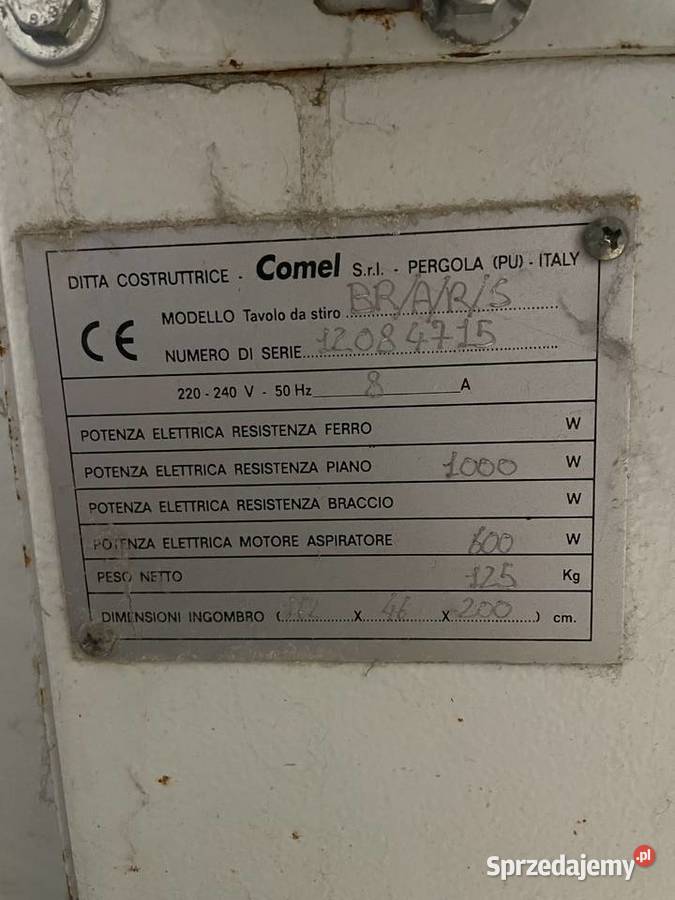 DITTA COSTRUTTRICE - Comel S.r.l. - PERGOLA (PU) - ITALY
CE
MODELLO Tavolo da stiro BR/A/R/S
NUMERO DI SERIE 12084715
220 - 240 V - 50 Hz 8 A
POTENZA ELETTRICA RESISTENZA FERRO W
POTENZA ELETTRICA RESISTENZA PIANO 1000 W
POTENZA ELETTRICA RESISTENZA BRACCIO W
POTENZA ELETTRICA MOTORE ASPIRATORE 600 W
PESO NETTO 125 Kg
DIMENSIONI INGOMBRO ( X 46 X 200 ) cm.
Sprzedajemy.pl